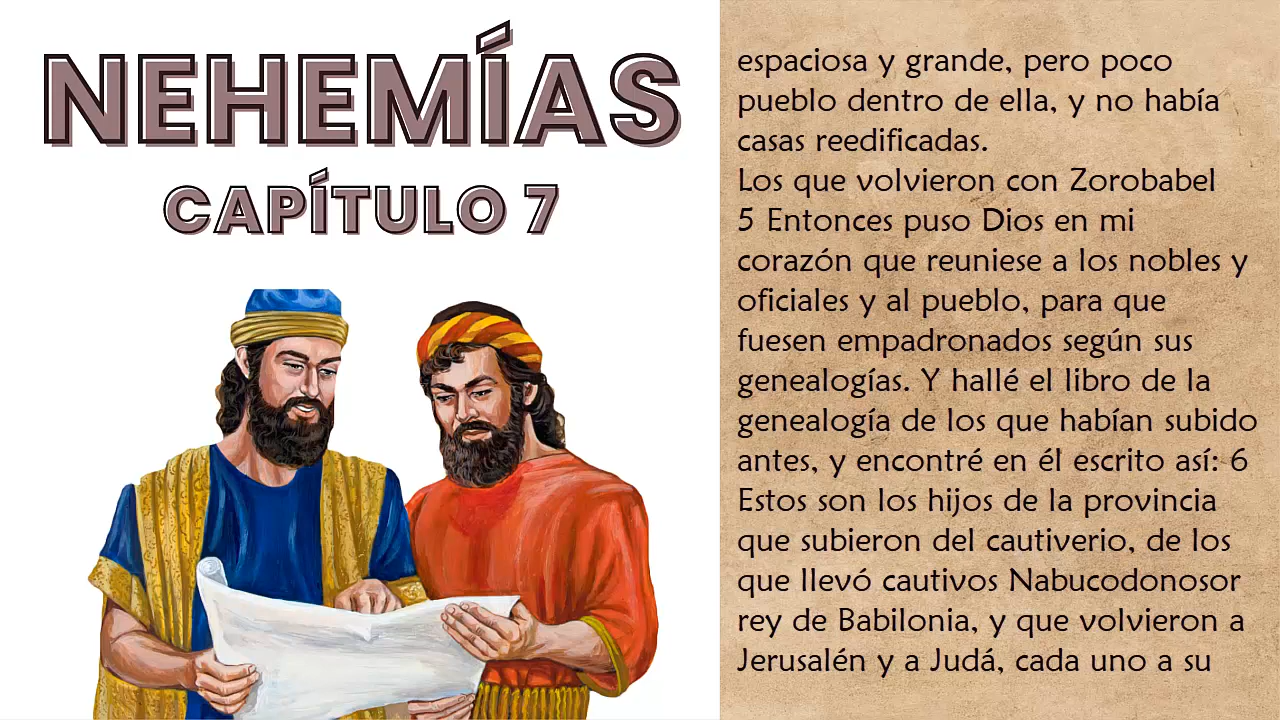 NEHEMÍAS
CAPÍTULO 7
espaciosa y grande, pero poco
pueblo dentro de ella, y no había
casas reedificadas.
Los que volvieron con Zorobabel
5 Entonces puso Dios en mi
corazón que reuniese a los nobles y
oficiales y al pueblo, para que
fuesen empadronados según sus
genealogías. Y hallé el libro de la
genealogía de los que habían subido
antes, y encontré en él escrito así: 6
Estos son los hijos de la provincia
que subieron del cautiverio, de los
que llevó cautivos Nabucodonosor
rey de Babilonia, y que volvieron a
Jerusalén y a Judá, cada uno a su